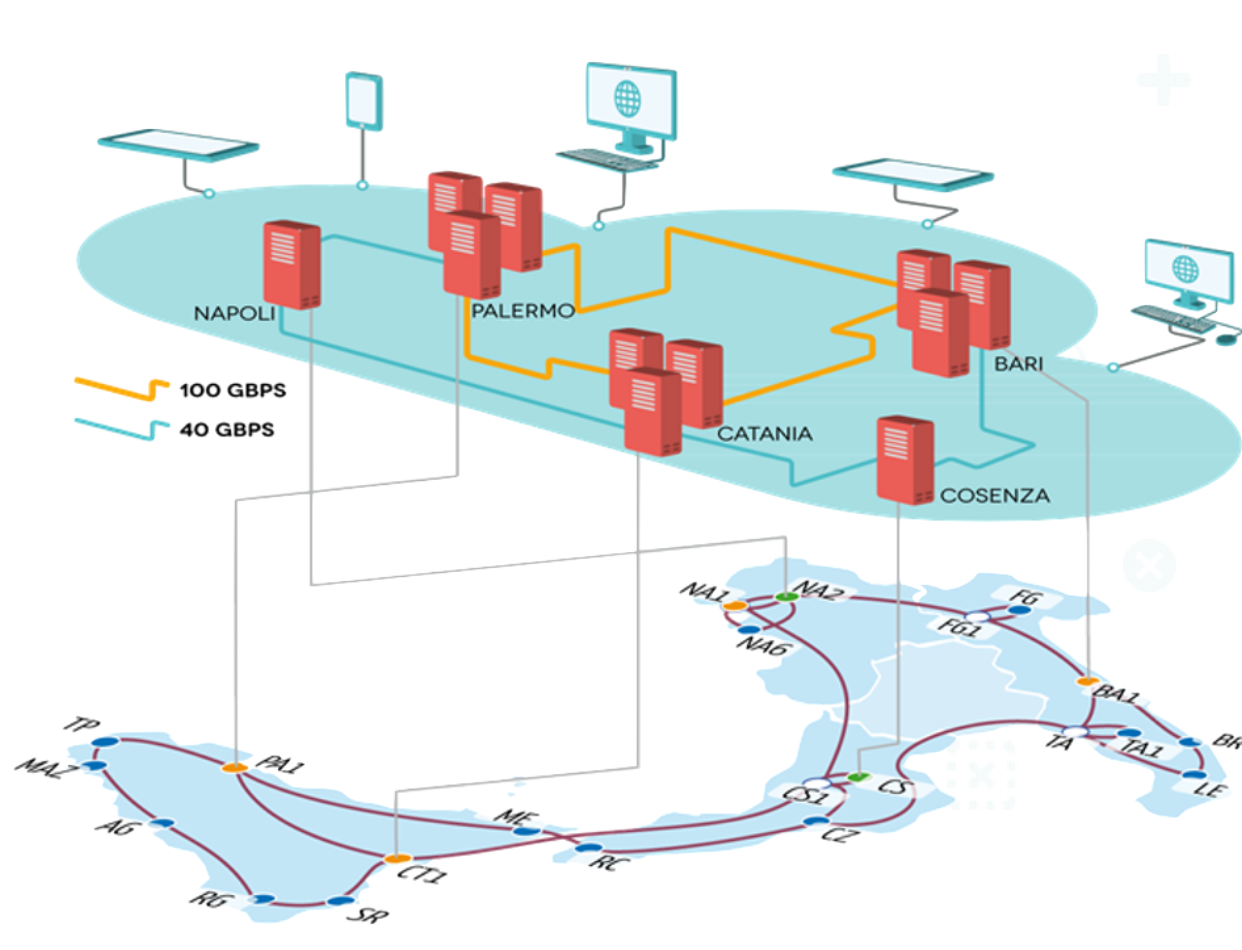 NAPOLI
PALERMO
BARI
100 GBPS
40 GBPS
CATANIA
COSENZA
NA1
NA2
FG
FG1
NA6
BA1
TP
MAZ
PA1
TA
TA1
BR
LE
CS1
CS
AG
ME
CZ
RC
CT1
RG
SR